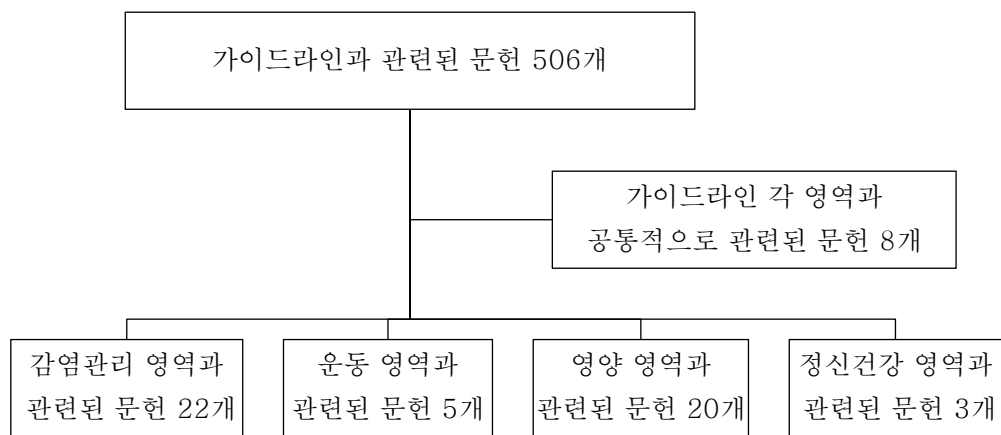 가이드라인과 관련된 문헌 506개
가이드라인 각 영역과
공통적으로 관련된 문헌 8개
감염관리 영역과
관련된 문헌 22개
운동 영역과
관련된 문헌 5개
영양 영역과
관련된 문헌 20개
정신건강 영역과
관련된 문헌 3개